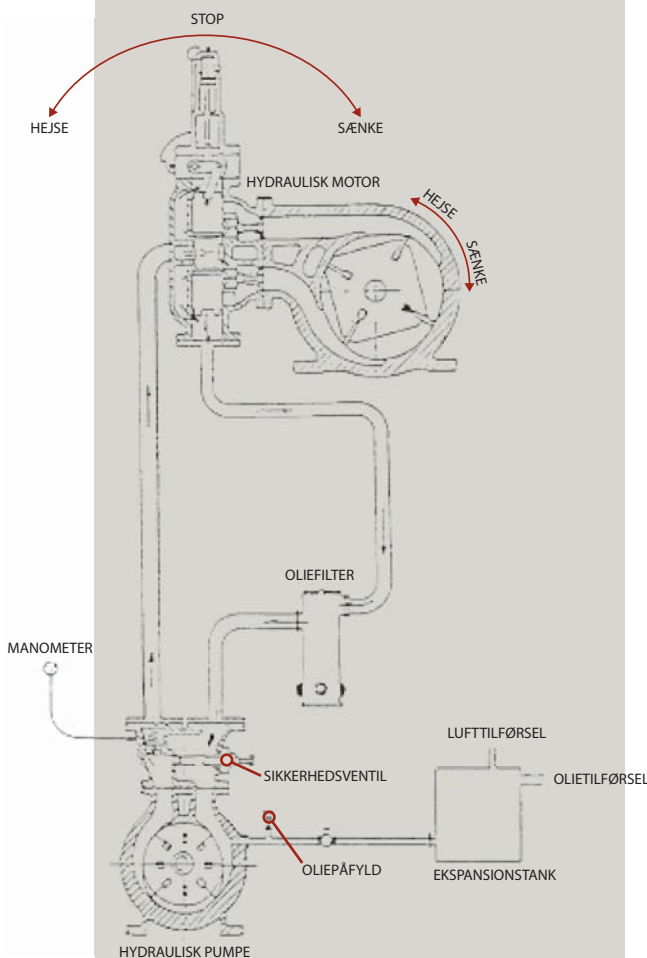 STOP
HEJSE
SÆNKE
HYDRAULISK MOTOR
HEJSE
SÆNKE
OLIEFILTER
MANOMETER
LUFTTILFØRSEL
SIKKERHEDSVENTIL
OLIETILFØRSEL
OLIEPÅFYLD
EKSPANSIONSTANK
HYDRAULISK PUMPE